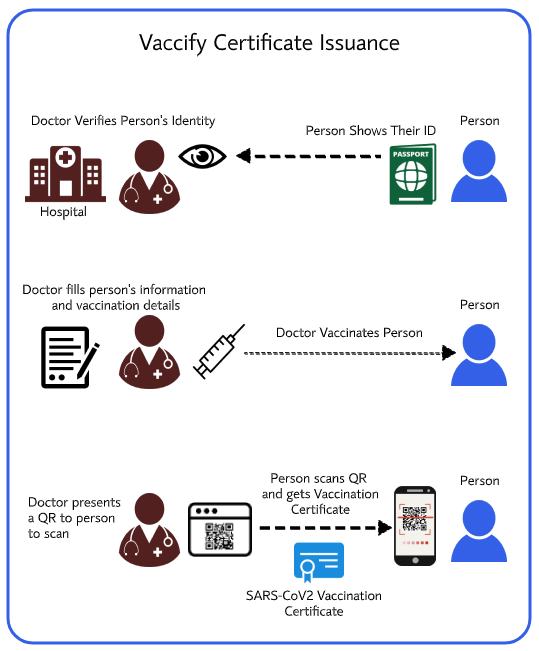 Vaccify Certificate Issuance
Doctor Verifies Person's Identity
Person Shows Their ID
Person
PASSPORT
Hospital
Doctor fills person's information
and vaccination details
Person
Doctor Vaccinates Person
Doctor presents
a QR to person
to scan
Person scans QR
and gets Vaccination
Certificate
Person
SARS-CoV2 Vaccination
Certificate